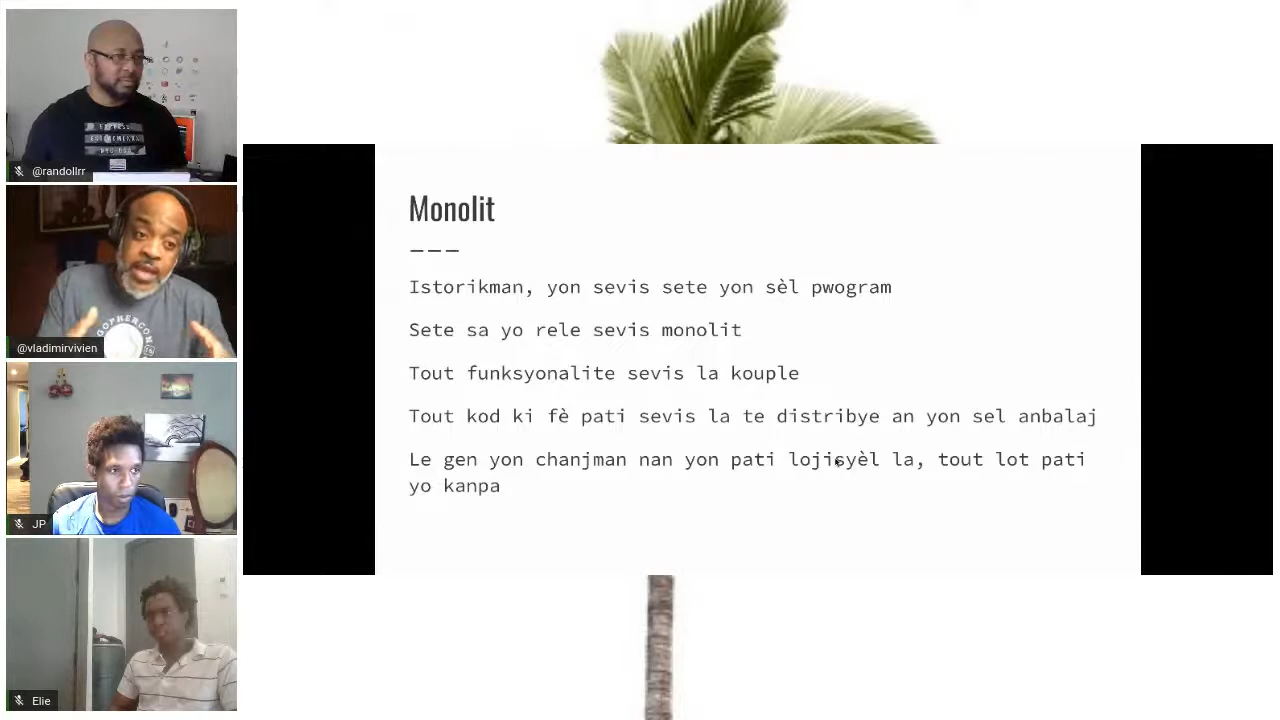 @randollrr
@vladimirvivien
GOPHERCON
JP
Elie
Monolit
---
Istorikman, yon sevis sete yon sèl pwogram
Sete sa yo rele sevis monolit
Tout funksyonalite sevis la kouple
Tout kod ki fè pati sevis la te distribye an yon sel anbalaj
Le gen yon chanjman nan yon pati lojisyèl la, tout lot pati
yo kanpa